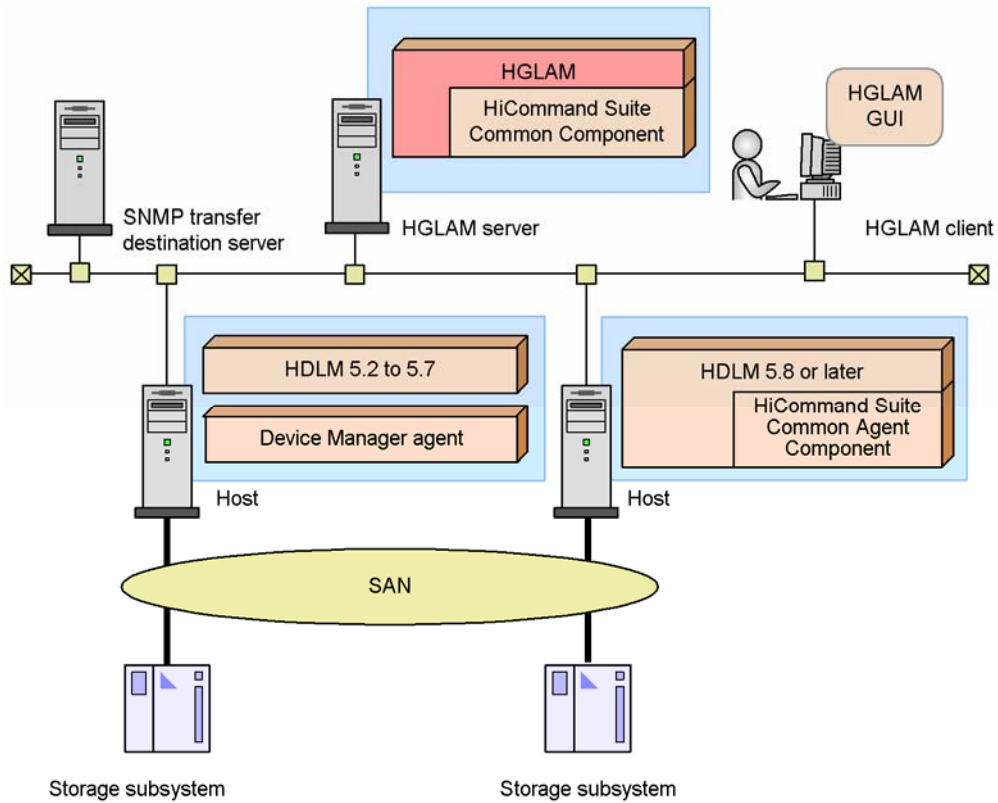 HGLAM
HiCommand Suite
Common Component
HGLAM
GUI
SNMP transfer
destination server
HGLAM server
HGLAM client
HDLM 5.2 to 5.7
Device Manager agent
Host
HDLM 5.8 or later
HiCommand Suite
Common Agent
Component
Host
SAN
Storage subsystem
Storage subsystem